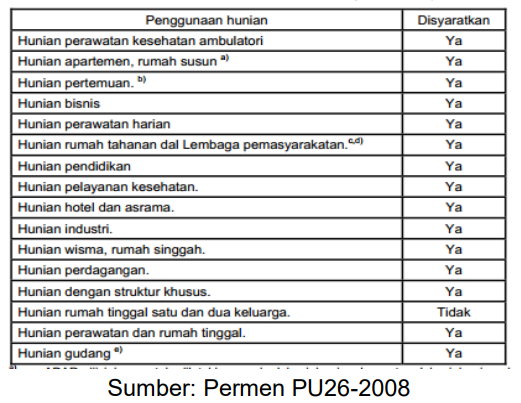 Penggunaan hunian Disyaratkan
Hunian perawatan kesehatan ambulatori Ya
Hunian apartemen, rumah susun a) Ya
Hunian pertemuan. b) Ya
Hunian bisnis Ya
Hunian perawatan harian Ya
Hunian rumah tahanan dal Lembaga pemasyarakatan.c,d) Ya
Hunian pendidikan Ya
Hunian pelayanan kesehatan. Ya
Hunian hotel dan asrama. Ya
Hunian industri. Ya
Hunian wisma, rumah singgah. Ya
Hunian perdagangan. Ya
Hunian dengan struktur khusus. Ya
Hunian rumah tinggal satu dan dua keluarga. Tidak
Hunian perawatan dan rumah tinggal. Ya
Hunian gudang e) Ya
Sumber: Permen PU26-2008